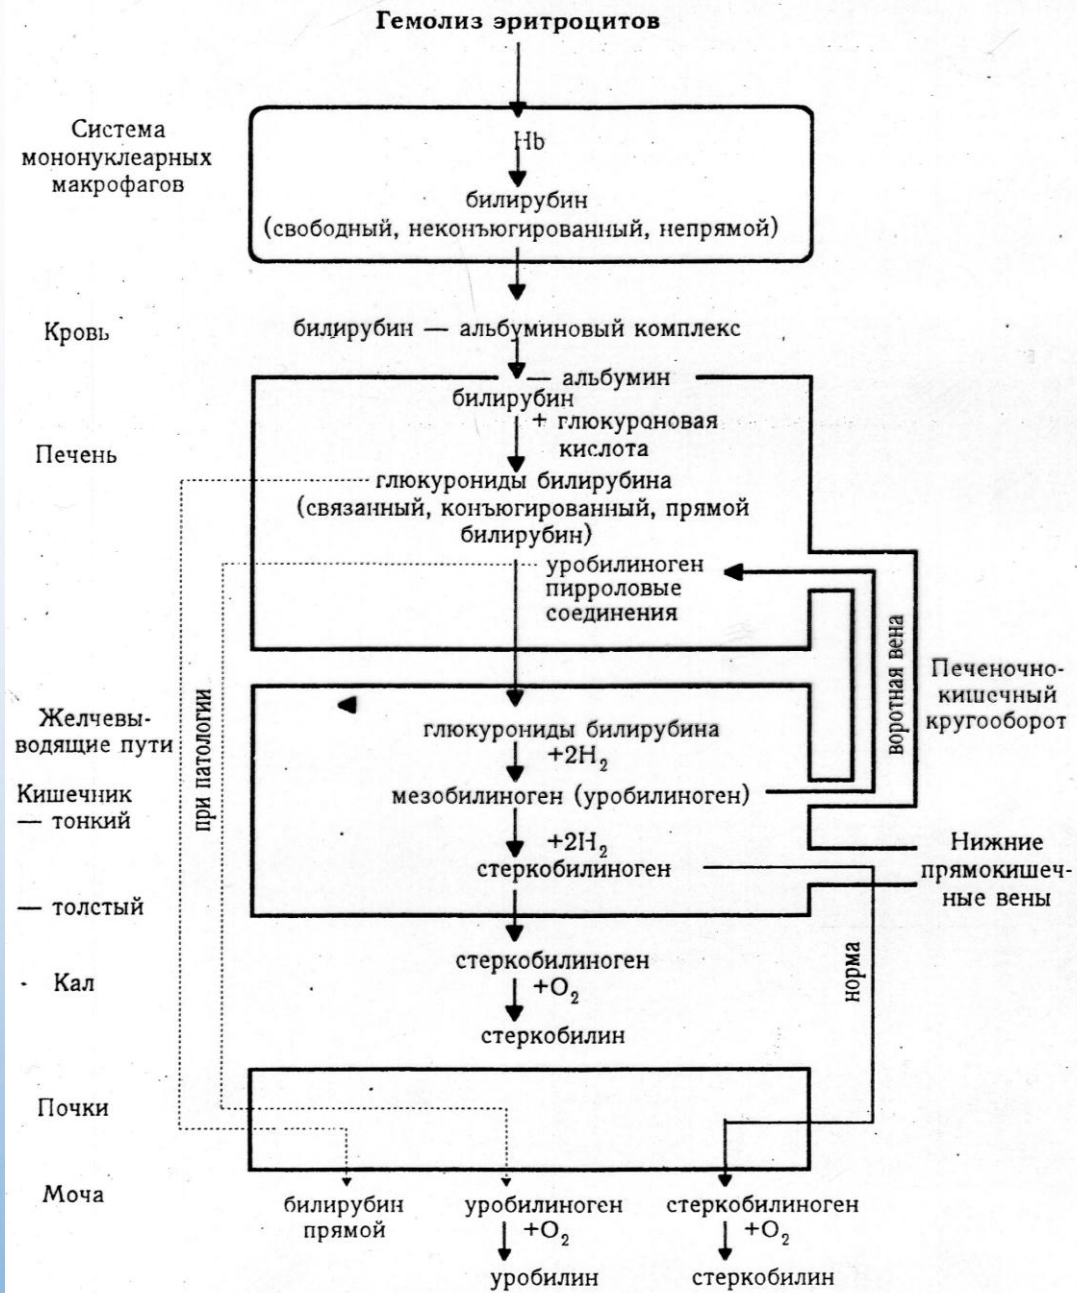 Гемолиз эритроцитов
Система
мононуклеарных
макрофагов
Hb
билирубин
(свободный, неконъюгированный, непрямой)
Кровь
билирубин — альбуминовый комплекс
— альбумин
билирубин
+ глюкуроновая
кислота
Печень
глюкурониды билирубина
(связанный, конъюгированный, прямой
билирубин)
уробилиноген
пирроловые
соединения
воротная вена
Печеночно-
кишечный
кругооборот
при патологии
Желчевы-
водящие пути
глюкурониды билирубина
+2H₂
Кишечник
— тонкий
мезобилиноген (уробилиноген)
+2H₂
стеркобилиноген
Нижние
прямокишеч-
ные вены
— толстый
норма
Кал
стеркобилиноген
+O₂
стеркобилин
Почки
Моча
билирубин
прямой
уробилиноген
+O₂
уробилин
стеркобилиноген
+O₂
стеркобилин